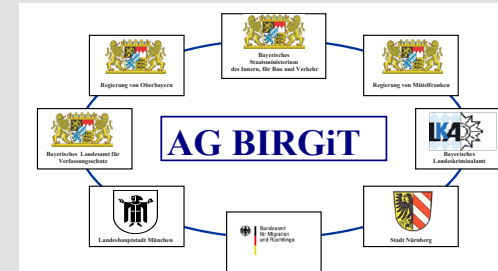 Bayerisches
Staatsministerium
des Innern, für Bau und Verkehr
Regierung von Oberbayern
Regierung von Mittelfranken
AG BIRGiT
Bayerisches Landesamt für
Verfassungsschutz
LKA
Bayerisches
Landeskriminalamt
Landeshauptstadt München
Bundesamt
für Migration
und Flüchtlinge
Stadt Nürnberg